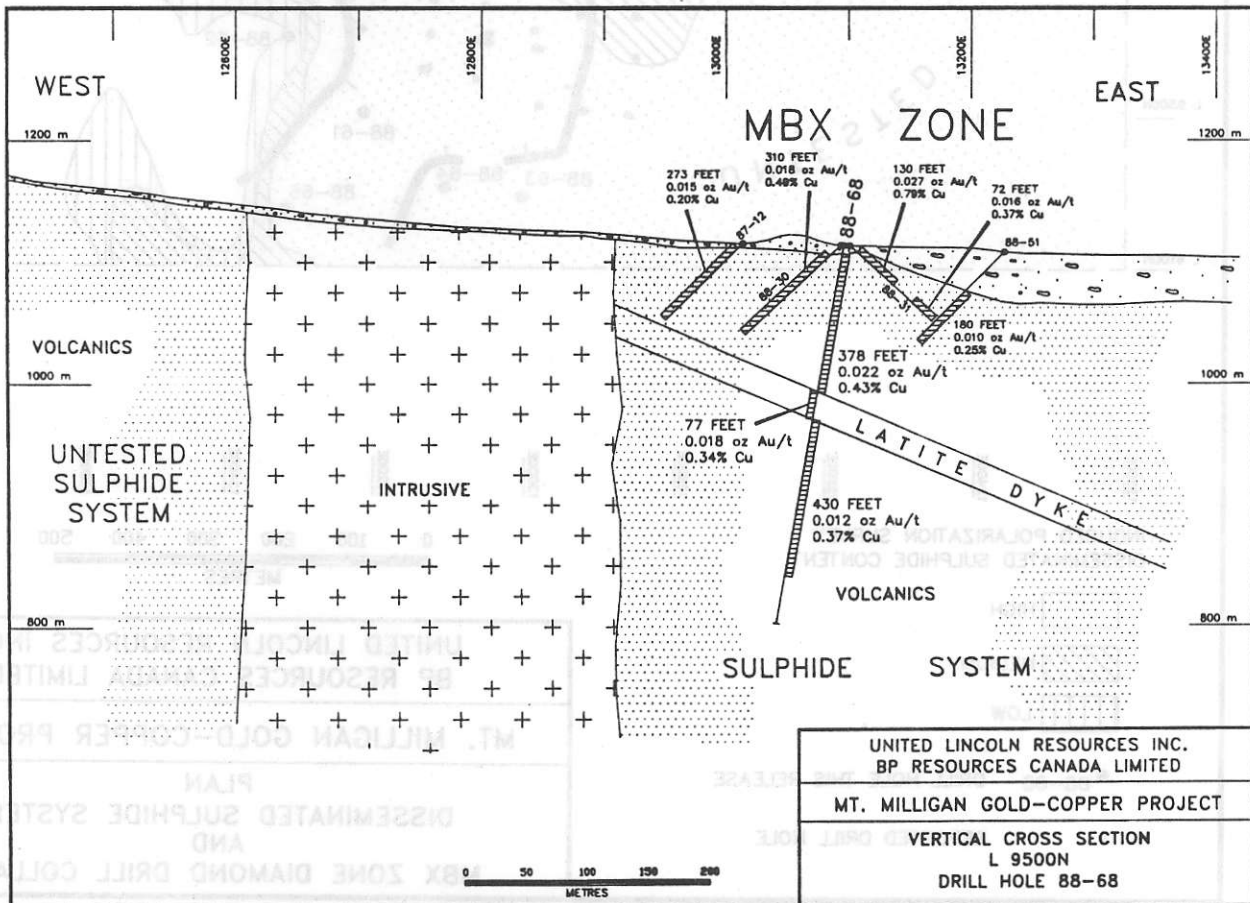 12600E
12800E
13000E
13200E
13400E
WEST
EAST
MBX ZONE
1200 m
1200 m
273 FEET
0.015 oz Au/t
0.20% Cu
310 FEET
0.018 oz Au/t
0.49% Cu
88-68
130 FEET
0.027 oz Au/t
0.79% Cu
72 FEET
0.016 oz Au/t
0.37% Cu
87-12
88-51
88-30
88-31
180 FEET
0.010 oz Au/t
0.25% Cu
VOLCANICS
1000 m
1000 m
378 FEET
0.022 oz Au/t
0.43% Cu
77 FEET
0.018 oz Au/t
0.34% Cu
LATITE DYKE
UNTESTED
SULPHIDE
SYSTEM
INTRUSIVE
430 FEET
0.012 oz Au/t
0.37% Cu
VOLCANICS
800 m
800 m
SULPHIDE SYSTEM
UNITED LINCOLN RESOURCES INC.
BP RESOURCES CANADA LIMITED
MT. MILLIGAN GOLD-COPPER PROJECT
VERTICAL CROSS SECTION
L 9500N
DRILL HOLE 88-68
0 50 100 150 200
METRES